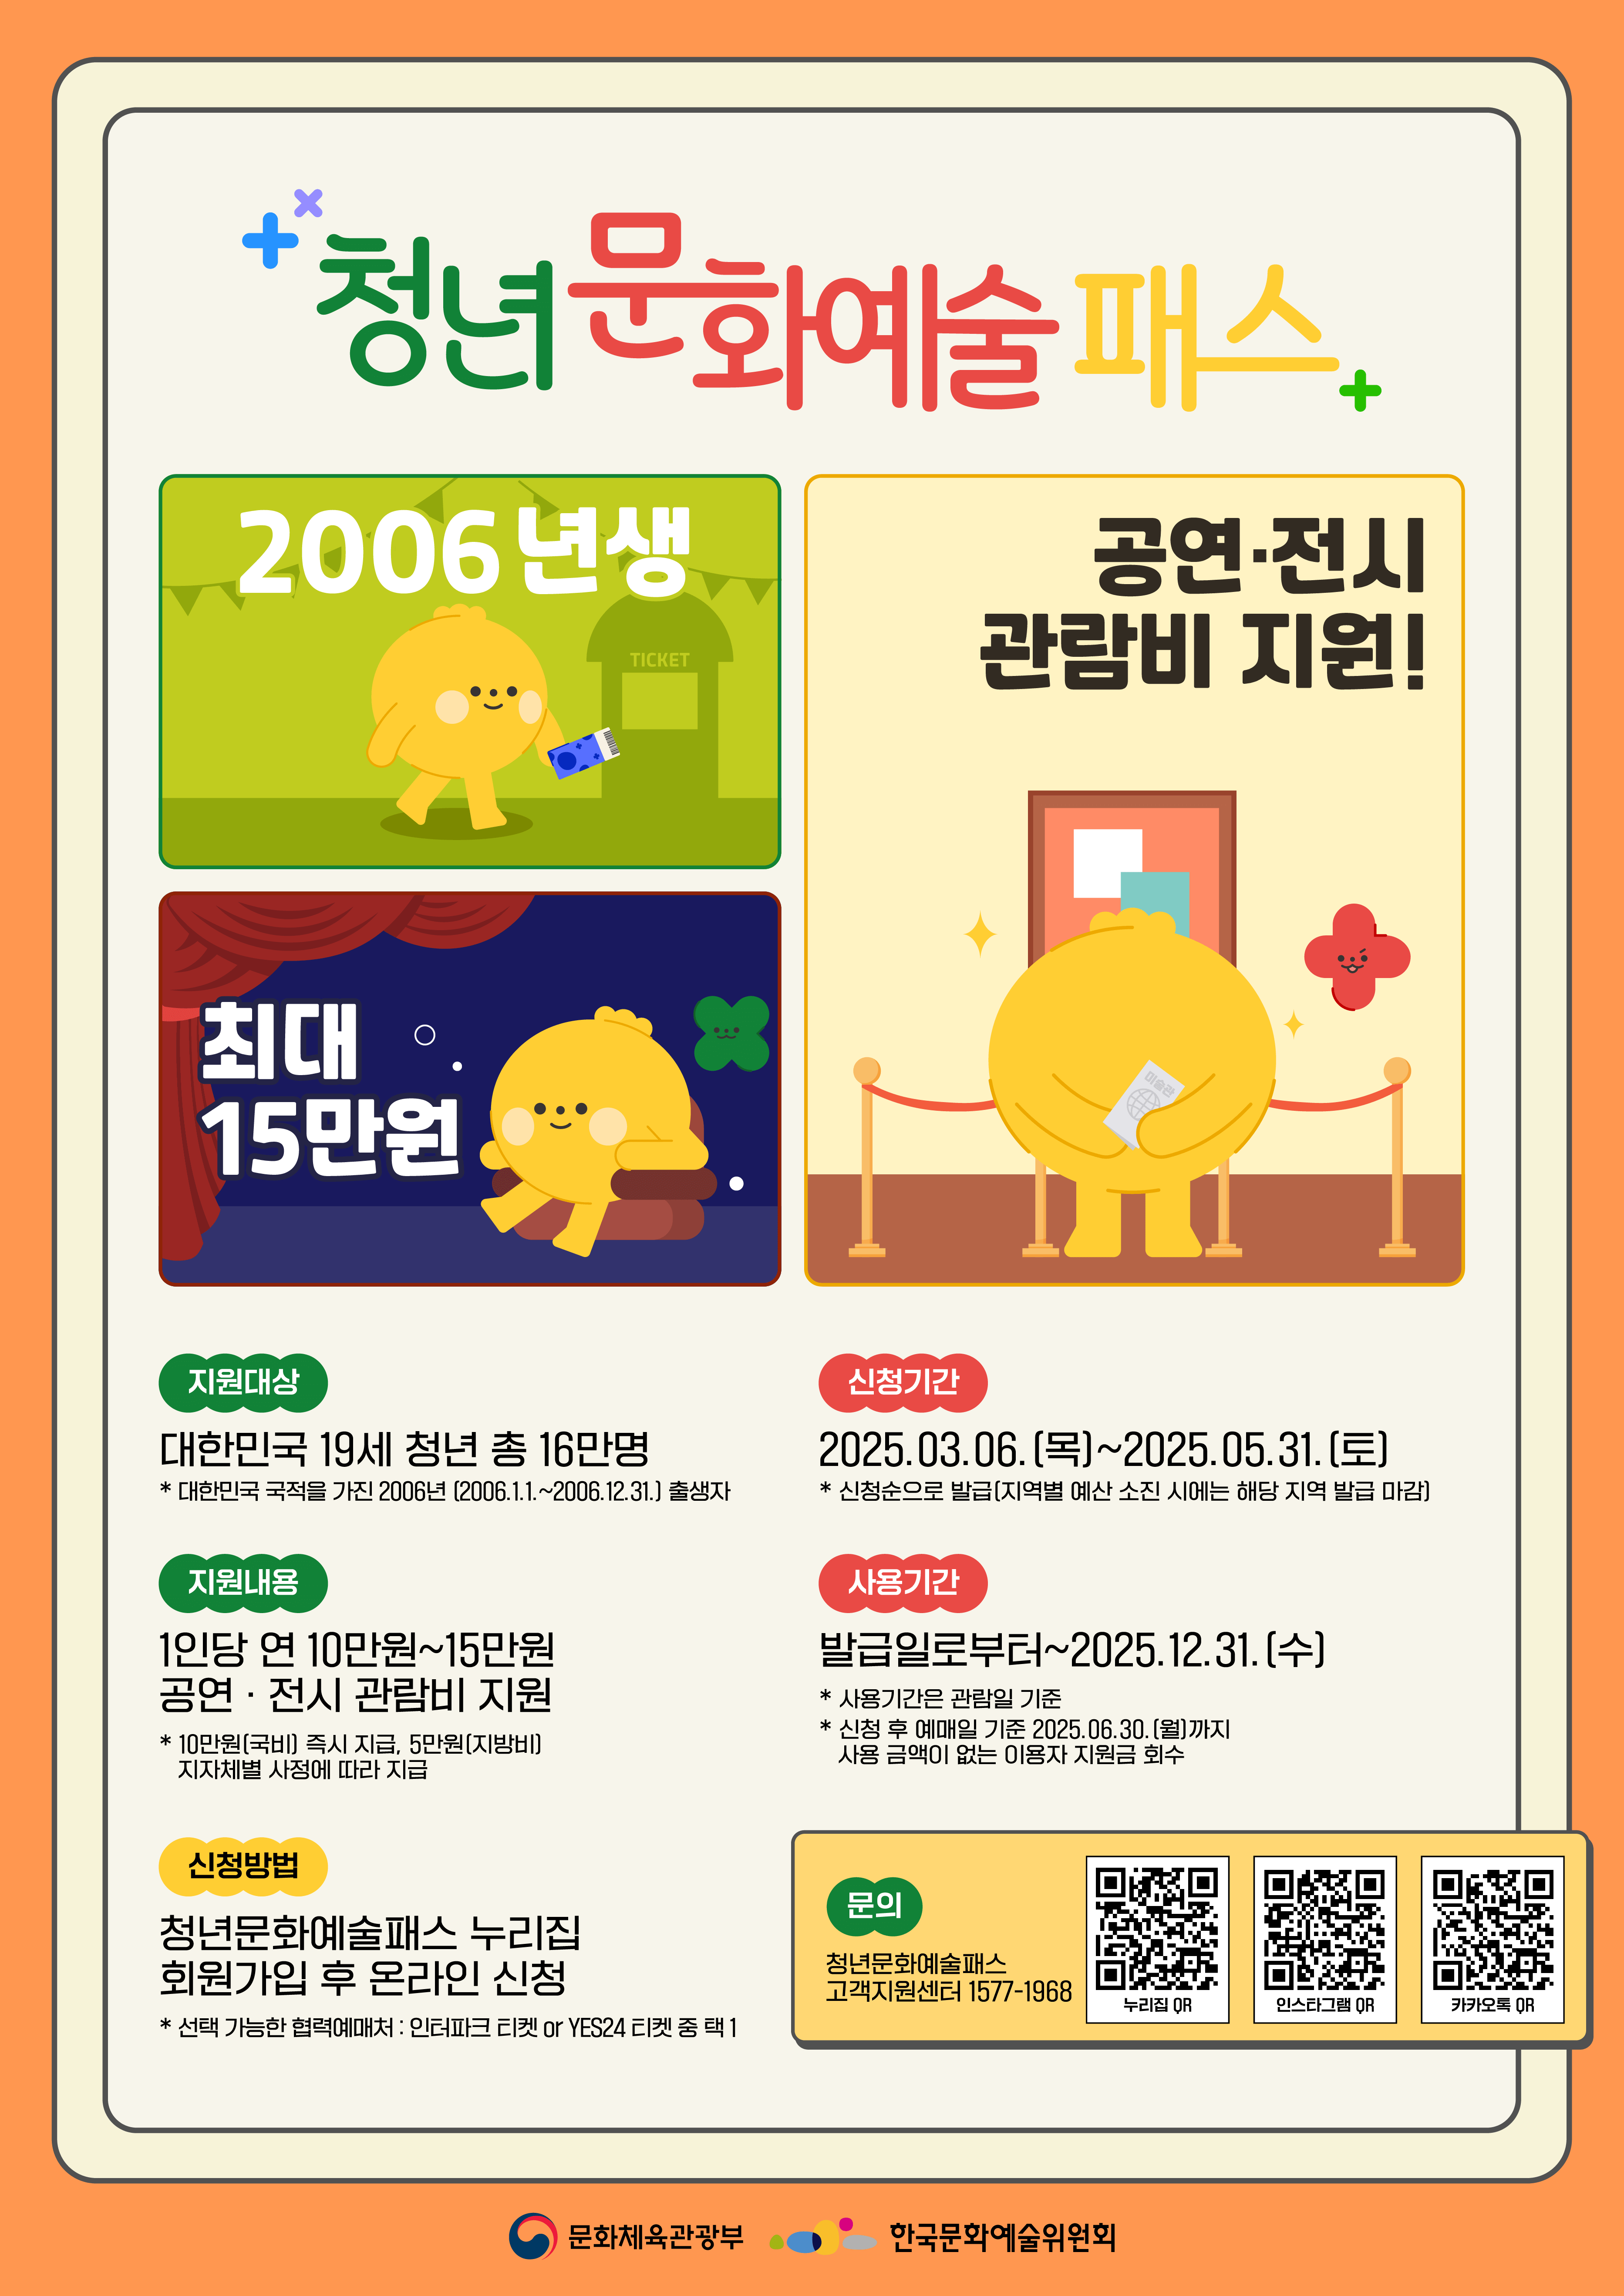 청년문화예술패스
2006년생
TICKET
공연·전시
관람비 지원!
최대
15만원
미술관
지원대상
대한민국 19세 청년 총 16만명
* 대한민국 국적을 가진 2006년 (2006.1.1.~2006.12.31.) 출생자
신청기간
2025.03.06.(목)~2025.05.31.(토)
* 신청순으로 발급(지역별 예산 소진 시에는 해당 지역 발급 마감)
지원내용
1인당 연 10만원~15만원
공연 · 전시 관람비 지원
* 10만원(국비) 즉시 지급, 5만원(지방비)
지자체별 사정에 따라 지급
사용기간
발급일로부터~2025.12.31.(수)
* 사용기간은 관람일 기준
* 신청 후 예매일 기준 2025.06.30.(월)까지
사용 금액이 없는 이용자 지원금 회수
신청방법
청년문화예술패스 누리집
회원가입 후 온라인 신청
* 선택 가능한 협력예매처 : 인터파크 티켓 or YES24 티켓 중 택 1
문의
청년문화예술패스
고객지원센터 1577-1968
누리집 QR
인스타그램 QR
카카오톡 QR
문화체육관광부
한국문화예술위원회